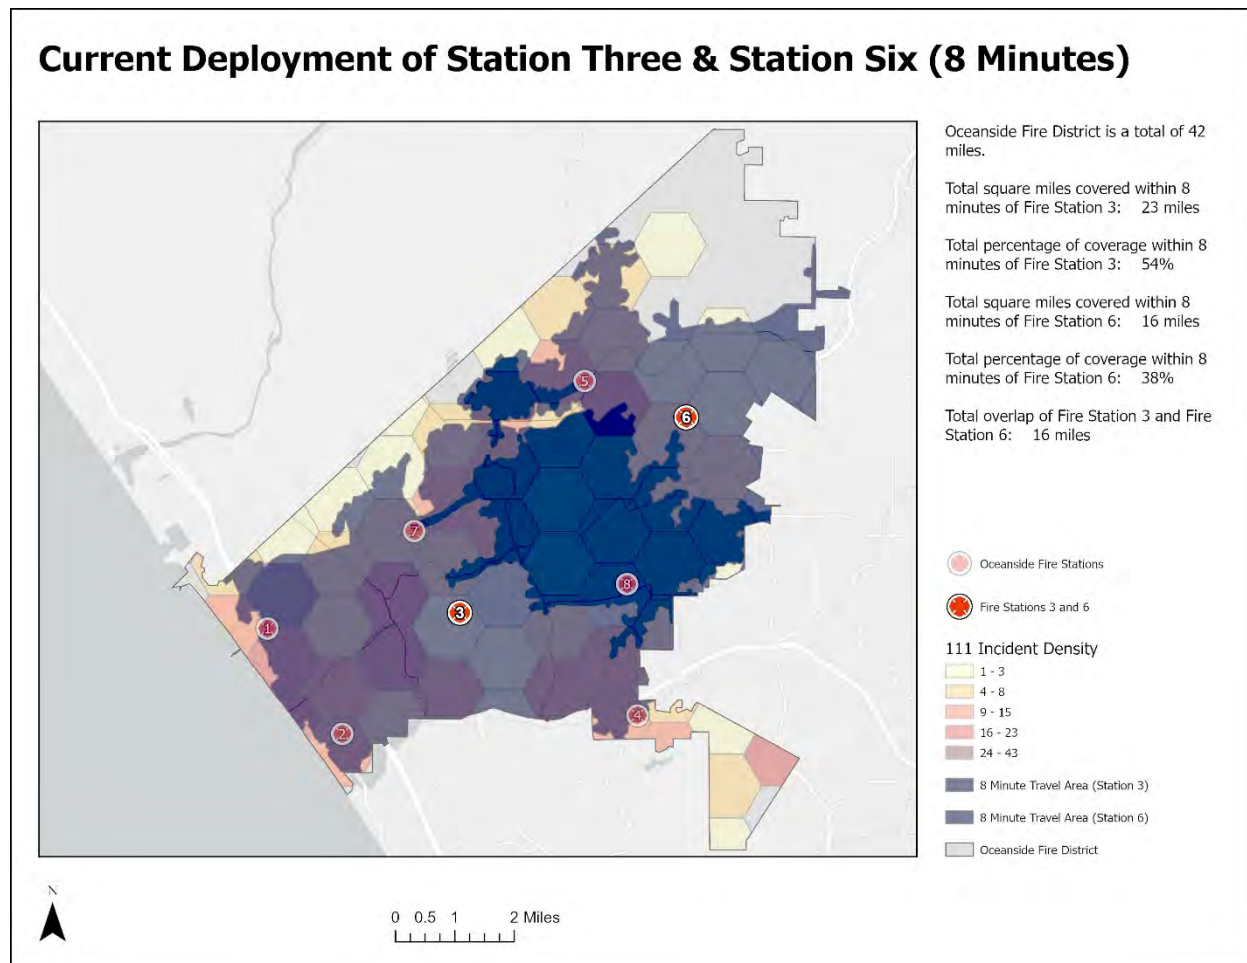 Current Deployment of Station Three & Station Six (8 Minutes)
Oceanside Fire District is a total of 42
miles.
Total square miles covered within 8
minutes of Fire Station 3: 23 miles
Total percentage of coverage within 8
minutes of Fire Station 3: 54%
Total square miles covered within 8
minutes of Fire Station 6: 16 miles
Total percentage of coverage within 8
minutes of Fire Station 6: 38%
Total overlap of Fire Station 3 and Fire
Station 6: 16 miles
5
6
7
8
3
1
4
2
Oceanside Fire Stations
Fire Stations 3 and 6
111 Incident Density
1 - 3
4 - 8
9 - 15
16 - 23
24 - 43
8 Minute Travel Area (Station 3)
8 Minute Travel Area (Station 6)
Oceanside Fire District
N
0 0.5 1 2 Miles